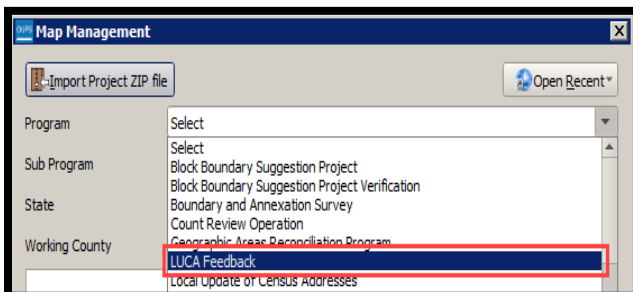 GUPS Map Management X
Import Project ZIP file Open Recent
Program Select
Select
Sub Program Block Boundary Suggestion Project
Block Boundary Suggestion Project Verification
State Boundary and Annexation Survey
Count Review Operation
Working County Geographic Areas Reconciliation Program
LUCA Feedback
Local Update of Census Addresses